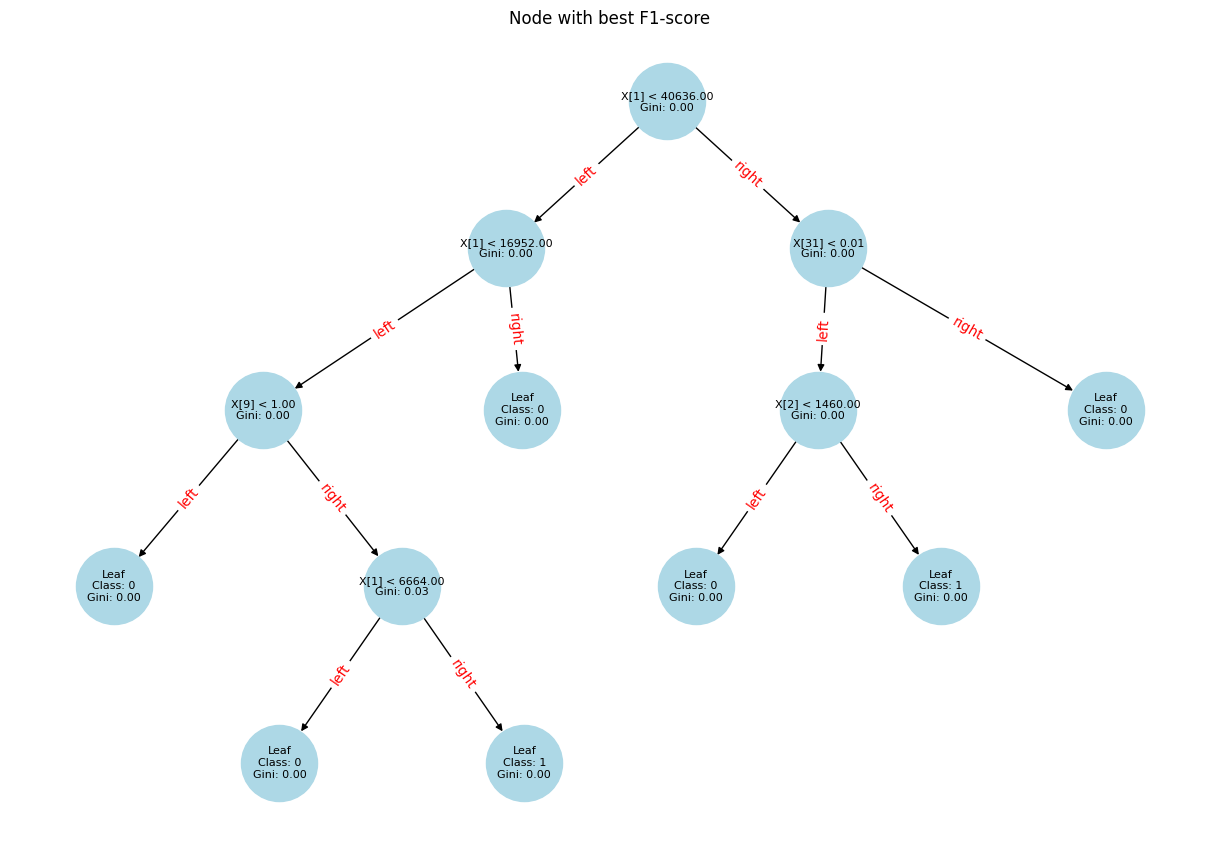 Node with best F1-score
X[1] < 40636.00
Gini: 0.00
left
right
X[1] < 16952.00
Gini: 0.00
X[31] < 0.01
Gini: 0.00
left
right
left
right
X[9] < 1.00
Gini: 0.00
Leaf
Class: 0
Gini: 0.00
X[2] < 1460.00
Gini: 0.00
Leaf
Class: 0
Gini: 0.00
left
right
left
right
Leaf
Class: 0
Gini: 0.00
X[1] < 6664.00
Gini: 0.03
Leaf
Class: 0
Gini: 0.00
Leaf
Class: 1
Gini: 0.00
left
right
Leaf
Class: 0
Gini: 0.00
Leaf
Class: 1
Gini: 0.00